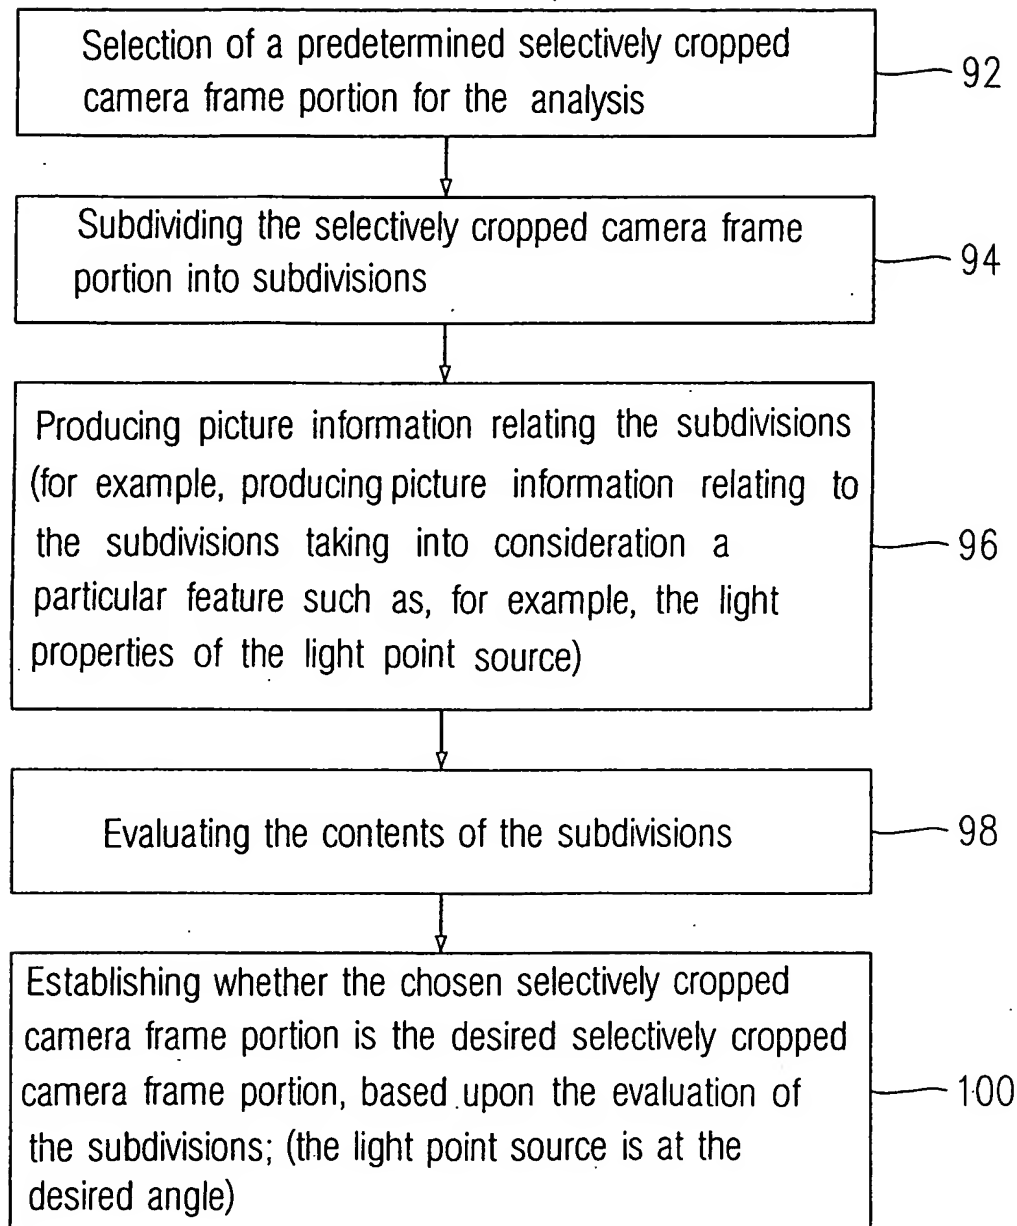 Selection of a predetermined selectively cropped
camera frame portion for the analysis
92
Subdividing the selectively cropped camera frame
portion into subdivisions
94
Producing picture information relating the subdivisions
(for example, producing picture information relating to
the subdivisions taking into consideration a
particular feature such as, for example, the light
properties of the light point source)
96
Evaluating the contents of the subdivisions
98
Establishing whether the chosen selectively cropped
camera frame portion is the desired selectively cropped
camera frame portion, based upon the evaluation of
the subdivisions; (the light point source is at the
desired angle)
100